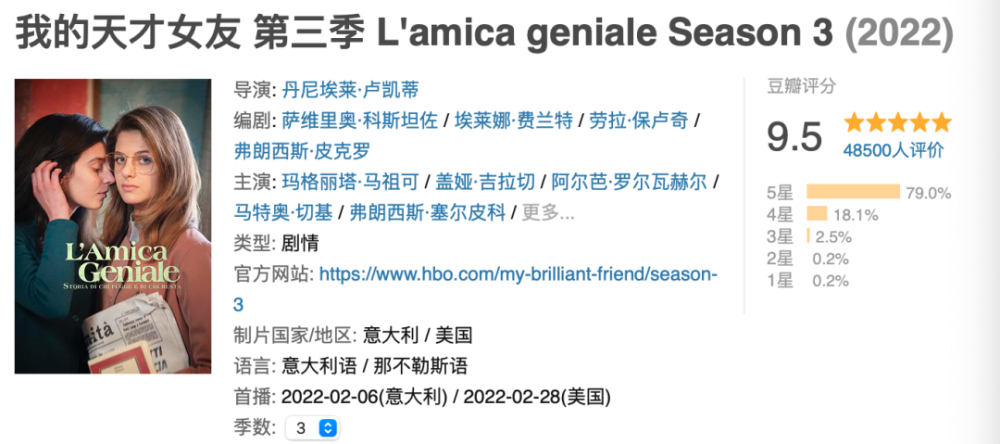 我的天才女友 第三季 L'amica geniale Season 3 (2022)
L'Amica
Geniale
Storia di chi fugge e di chi resta
导演: 丹尼埃莱·卢凯蒂
编剧: 萨维里奥·科斯坦佐 / 埃莱娜·费兰特 / 劳拉·保卢奇 /
弗朗西斯·皮克罗
主演: 玛格丽塔·马祖可 / 盖娅·吉拉切 / 阿尔芭·罗尔瓦赫尔 /
马特奥·切基 / 弗朗西斯·塞尔皮科 / 更多...
类型: 剧情
官方网站: https://www.hbo.com/my-brilliant-friend/season-
3
制片国家/地区: 意大利 / 美国
语言: 意大利语 / 那不勒斯语
首播: 2022-02-06(意大利) / 2022-02-28(美国)
季数: 3
豆瓣评分
9.5
48500人评价
5星 79.0%
4星 18.1%
3星 2.5%
2星 0.2%
1星 0.2%